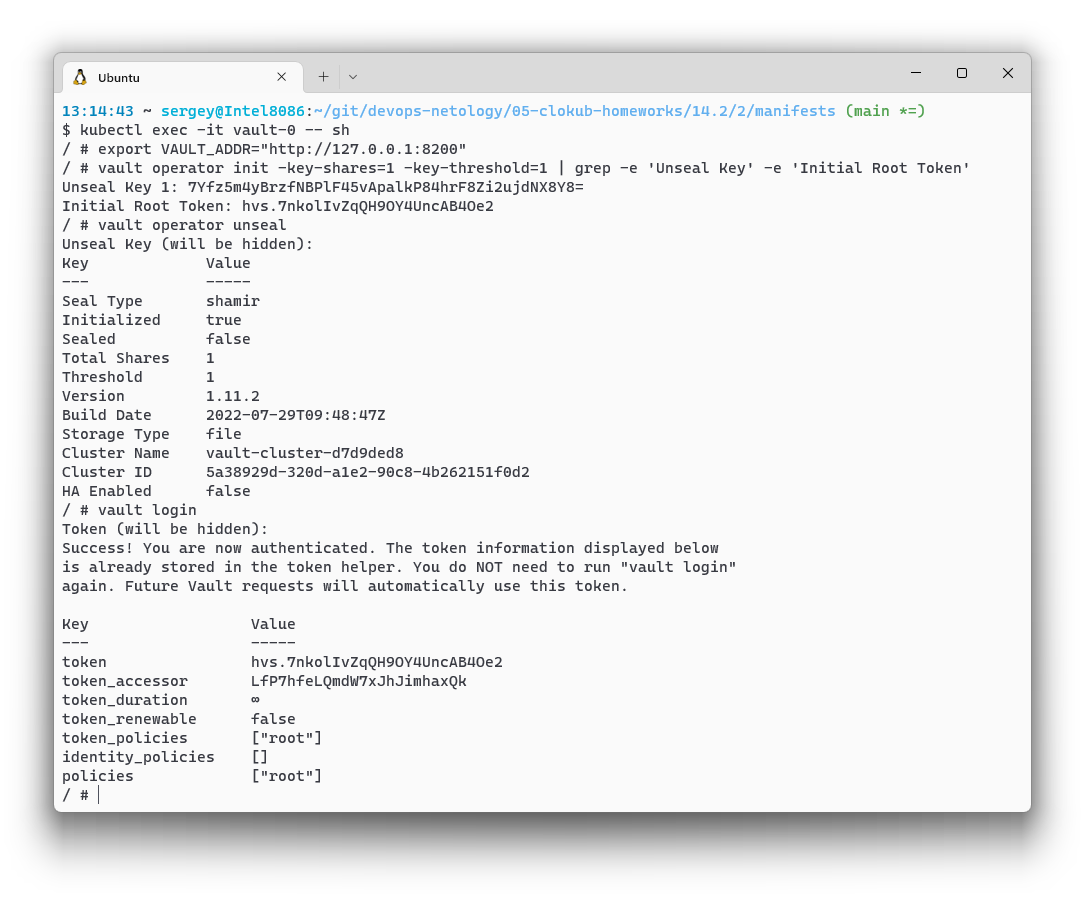 Ubuntu
13:14:43 ~ sergey@Intel8086:~/git/devops-netology/05-clokub-homeworks/14.2/2/manifests (main *=)
$ kubectl exec -it vault-0 -- sh
/ # export VAULT_ADDR="http://127.0.0.1:8200"
/ # vault operator init -key-shares=1 -key-threshold=1 | grep -e 'Unseal Key' -e 'Initial Root Token'
Unseal Key 1: 7Yfz5m4yBrzfNBPlF45vApalkP84hrF8Zi2ujdNX8Y8=
Initial Root Token: hvs.7nkolIvZqQH9OY4UncAB4Oe2
/ # vault operator unseal
Unseal Key (will be hidden):
Key                Value
---                -----
Seal Type       shamir
Initialized     true
Sealed          false
Total Shares    1
Threshold       1
Version         1.11.2
Build Date      2022-07-29T09:48:47Z
Storage Type    file
Cluster Name    vault-cluster-d7d9ded8
Cluster ID      5a38929d-320d-a1e2-90c8-4b262151f0d2
HA Enabled      false
/ # vault login
Token (will be hidden):
Success! You are now authenticated. The token information displayed below
is already stored in the token helper. You do NOT need to run "vault login"
again. Future Vault requests will automatically use this token.
Key                  Value
---                  -----
token                hvs.7nkolIvZqQH9OY4UncAB4Oe2
token_accessor       LfP7hfeLQmdW7xJhJimhaxQk
token_duration       ∞
token_renewable      false
token_policies       ["root"]
identity_policies    []
policies             ["root"]
/ #